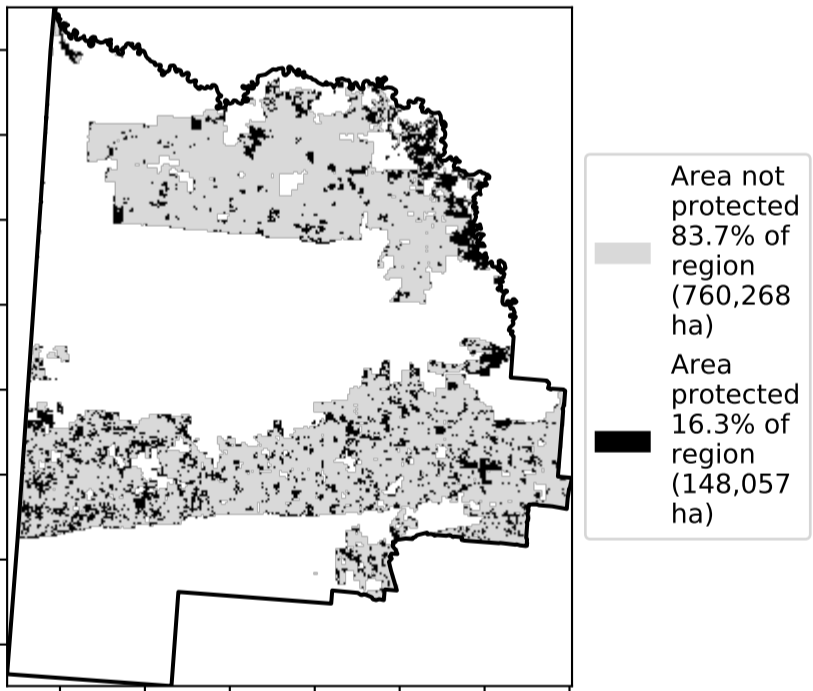 Area not
protected
83.7% of
region
(760,268
ha)
Area
protected
16.3% of
region
(148,057
ha)